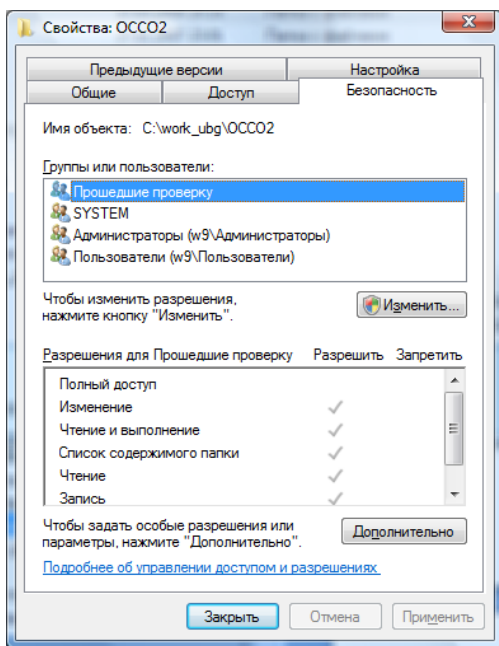 Свойства: ОССО2
Предыдущие версии
Настройка
Общие
Доступ
Безопасность
Имя объекта: C:\work_ubg\ОССО2
Группы или пользователи:
Прошедшие проверку
SYSTEM
Администраторы (w9\Администраторы)
Пользователи (w9\Пользователи)
Чтобы изменить разрешения,
нажмите кнопку "Изменить".
Изменить...
Разрешения для Прошедшие проверку Разрешить Запретить
Полный доступ
Изменение
Чтение и выполнение
Список содержимого папки
Чтение
Запись
Чтобы задать особые разрешения или
параметры, нажмите "Дополнительно".
Дополнительно
Подробнее об управлении доступом и разрешениях
Закрыть
Отмена
Применить